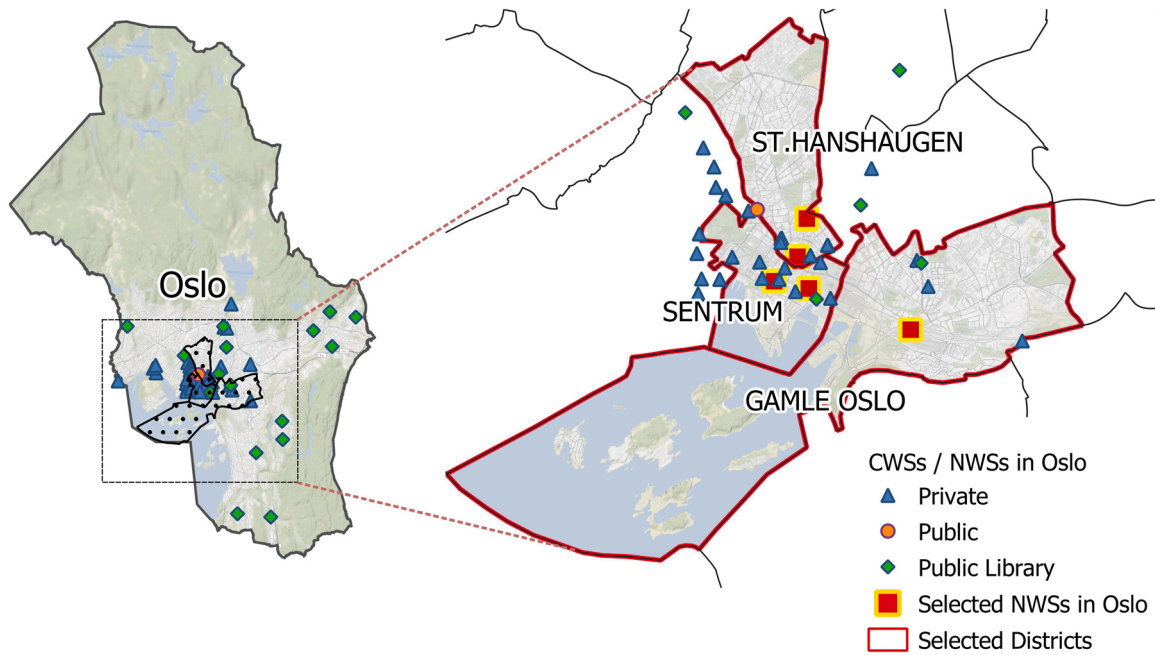 Oslo
ST.HANSHAUGEN
SENTRUM
GAMLE OSLO
CWSs / NWSs in Oslo
Private
Public
Public Library
Selected NWSs in Oslo
Selected Districts